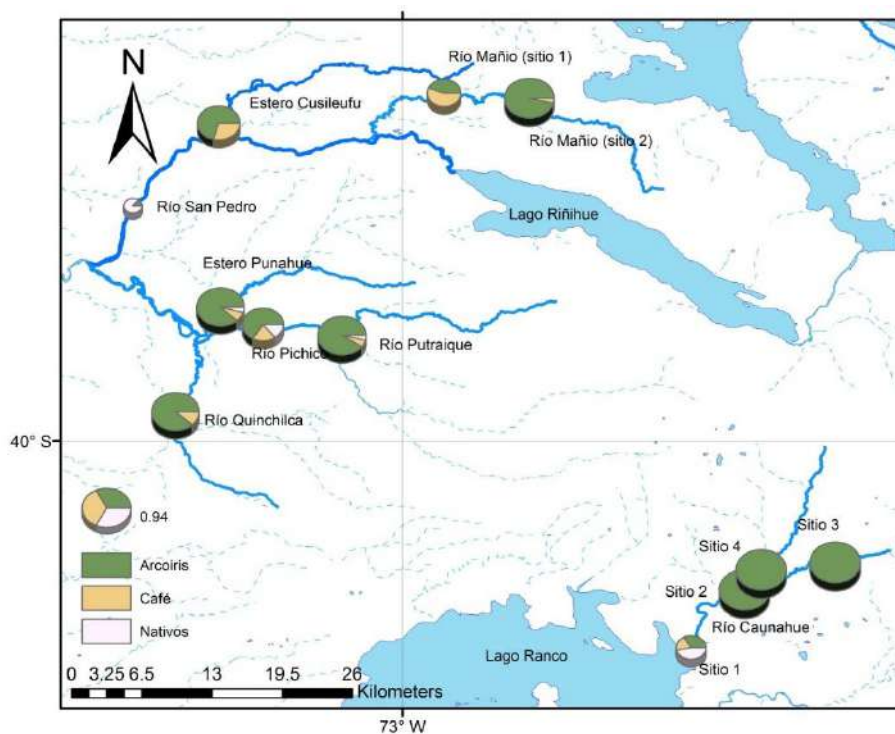 Río Mañio (sitio 1)
N
Estero Cusileufu
Río Mañio (sitio 2)
Río San Pedro
Lago Riñihue
Estero Punahue
Río Pichico
Río Putraique
Río Quinchilca
40° S
0.94
Sitio 3
Arcoiris
Sitio 4
Café
Sitio 2
Nativos
Río Caunahue
Lago Ranco
Sitio 1
0 3,25 6.5 13 19.5 26
Kilometers
73° W